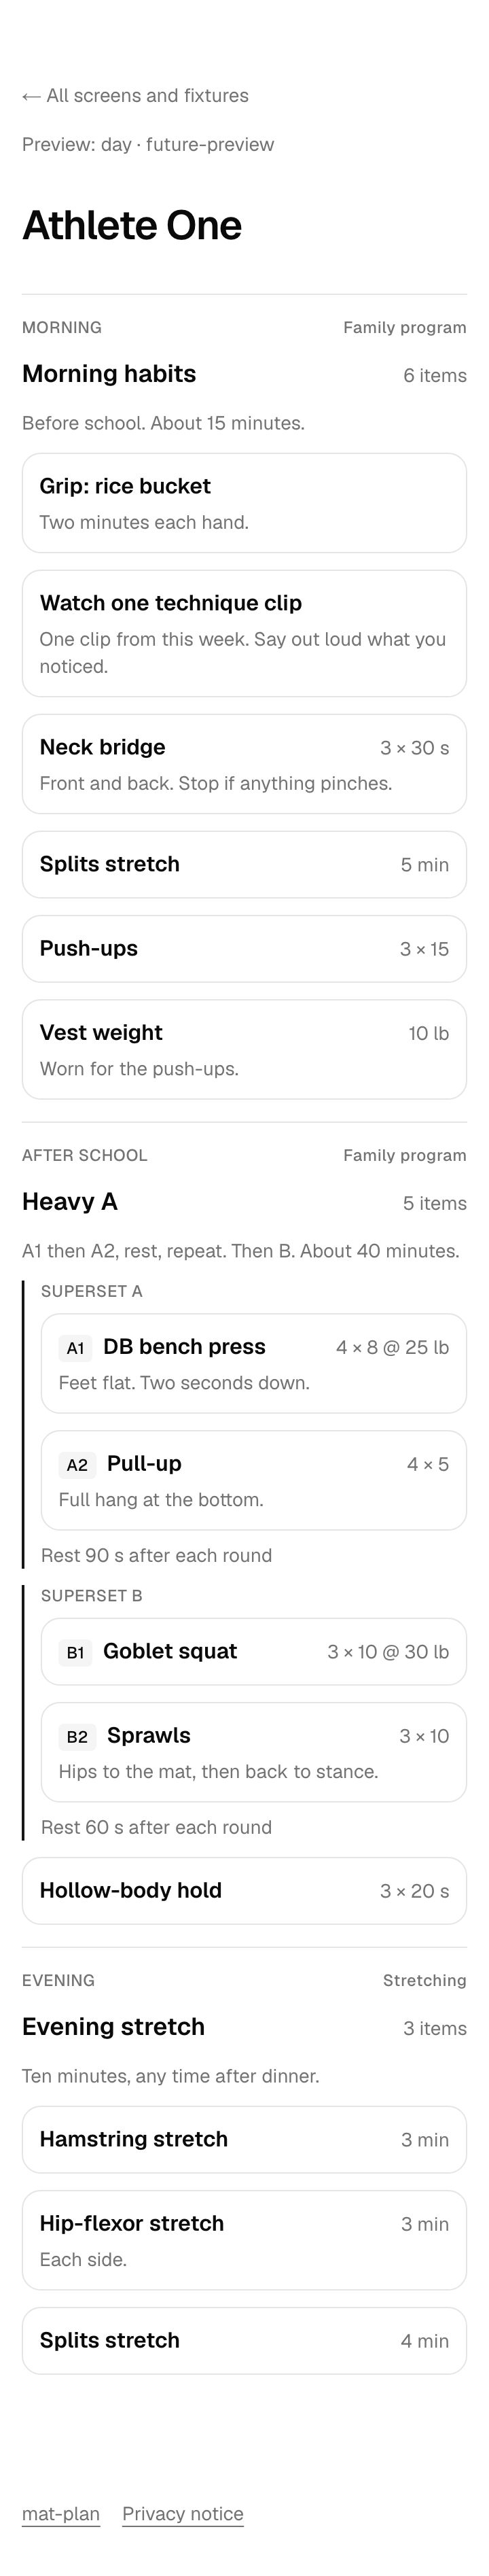 ← All screens and fixtures
Preview: day · future-preview
Athlete One
MORNING Family program
Morning habits 6 items
Before school. About 15 minutes.
Grip: rice bucket
Two minutes each hand.
Watch one technique clip
One clip from this week. Say out loud what you
noticed.
Neck bridge 3 × 30 s
Front and back. Stop if anything pinches.
Splits stretch 5 min
Push-ups 3 × 15
Vest weight 10 lb
Worn for the push-ups.
AFTER SCHOOL Family program
Heavy A 5 items
A1 then A2, rest, repeat. Then B. About 40 minutes.
SUPERSET A
A1 DB bench press 4 × 8 @ 25 lb
Feet flat. Two seconds down.
A2 Pull-up 4 × 5
Full hang at the bottom.
Rest 90 s after each round
SUPERSET B
B1 Goblet squat 3 × 10 @ 30 lb
B2 Sprawls 3 × 10
Hips to the mat, then back to stance.
Rest 60 s after each round
Hollow-body hold 3 × 20 s
EVENING Stretching
Evening stretch 3 items
Ten minutes, any time after dinner.
Hamstring stretch 3 min
Hip-flexor stretch 3 min
Each side.
Splits stretch 4 min
mat-plan Privacy notice